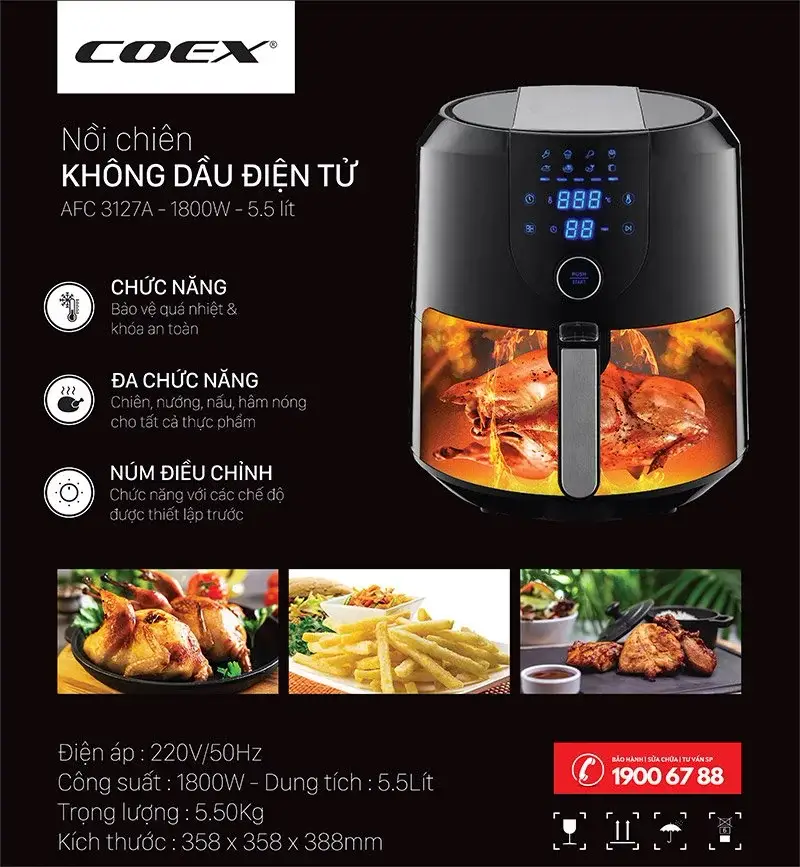 COEX®
Nồi chiên
KHÔNG DẦU ĐIỆN TỬ
AFC 3127A - 1800W - 5.5 lít
888 °C
88
PUSH
START
CHỨC NĂNG
Bảo vệ quá nhiệt &
khóa an toàn
ĐA CHỨC NĂNG
Chiên, nướng, nấu, hâm nóng
cho tất cả thực phẩm
NÚM ĐIỀU CHỈNH
Chức năng với các chế độ
được thiết lập trước
Điện áp : 220V/50Hz
Công suất : 1800W - Dung tích : 5.5Lít
Trọng lượng : 5.50Kg
Kích thước : 358 x 358 x 388mm
BẢO HÀNH | SỬA CHỮA | TƯ VẤN SP
1900 67 88
6